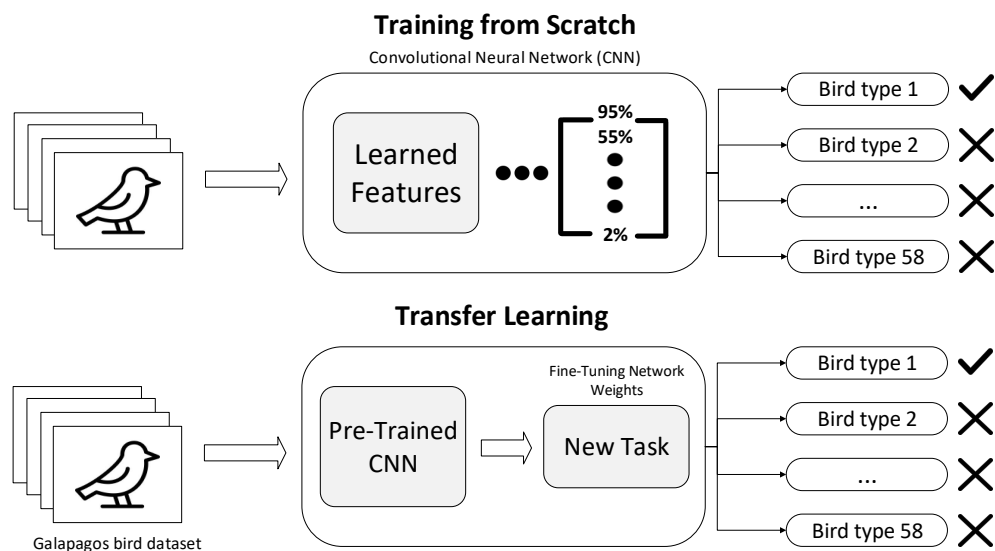 Training from Scratch
Convolutional Neural Network (CNN)
Learned
Features
95%
55%
2%
Bird type 1
Bird type 2
...
Bird type 58
Transfer Learning
Pre-Trained
CNN
Fine-Tuning Network
Weights
New Task
Bird type 1
Bird type 2
...
Bird type 58
Galapagos bird dataset